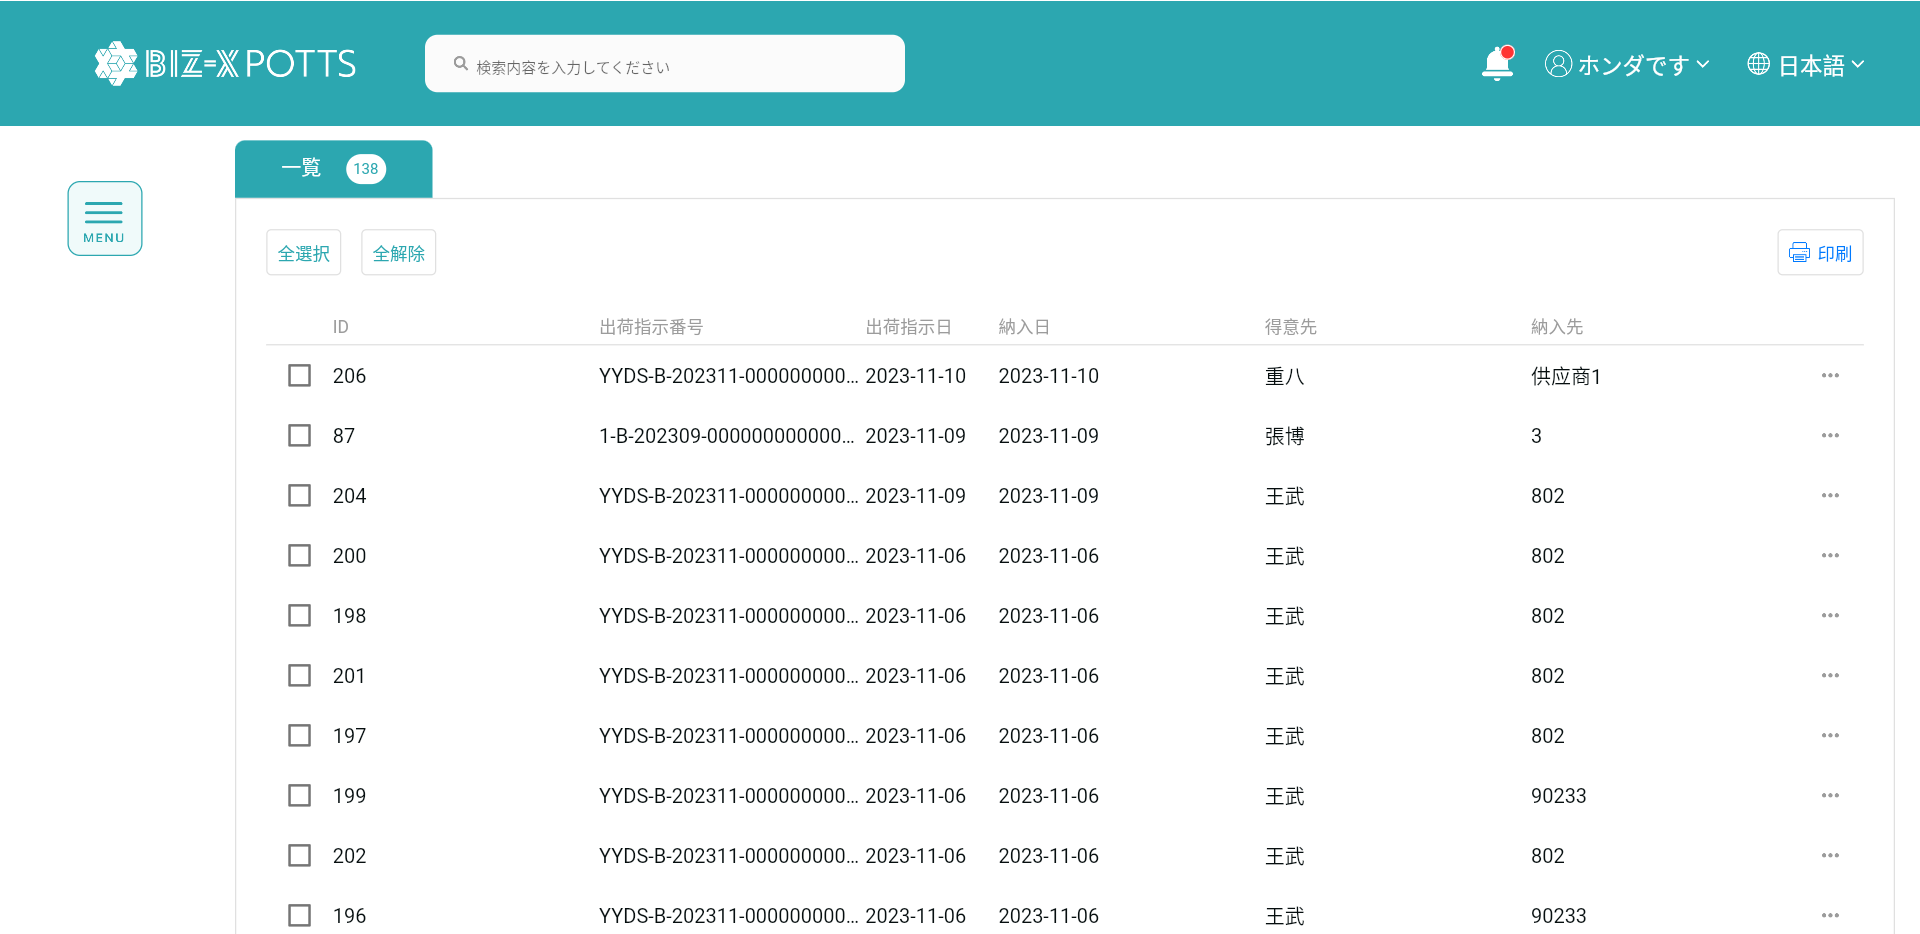 BIZ=X POTTS
検索内容を入力してください
ホンダです
日本語
一覧 138
MENU
全選択 全解除 印刷
ID 出荷指示番号 出荷指示日 納入日 得意先 納入先
206 YYDS-B-202311-000000000... 2023-11-10 2023-11-10 重八 供应商1
87 1-B-202309-000000000000... 2023-11-09 2023-11-09 張博 3
204 YYDS-B-202311-000000000... 2023-11-09 2023-11-09 王武 802
200 YYDS-B-202311-000000000... 2023-11-06 2023-11-06 王武 802
198 YYDS-B-202311-000000000... 2023-11-06 2023-11-06 王武 802
201 YYDS-B-202311-000000000... 2023-11-06 2023-11-06 王武 802
197 YYDS-B-202311-000000000... 2023-11-06 2023-11-06 王武 802
199 YYDS-B-202311-000000000... 2023-11-06 2023-11-06 王武 90233
202 YYDS-B-202311-000000000... 2023-11-06 2023-11-06 王武 802
196 YYDS-B-202311-000000000... 2023-11-06 2023-11-06 王武 90233